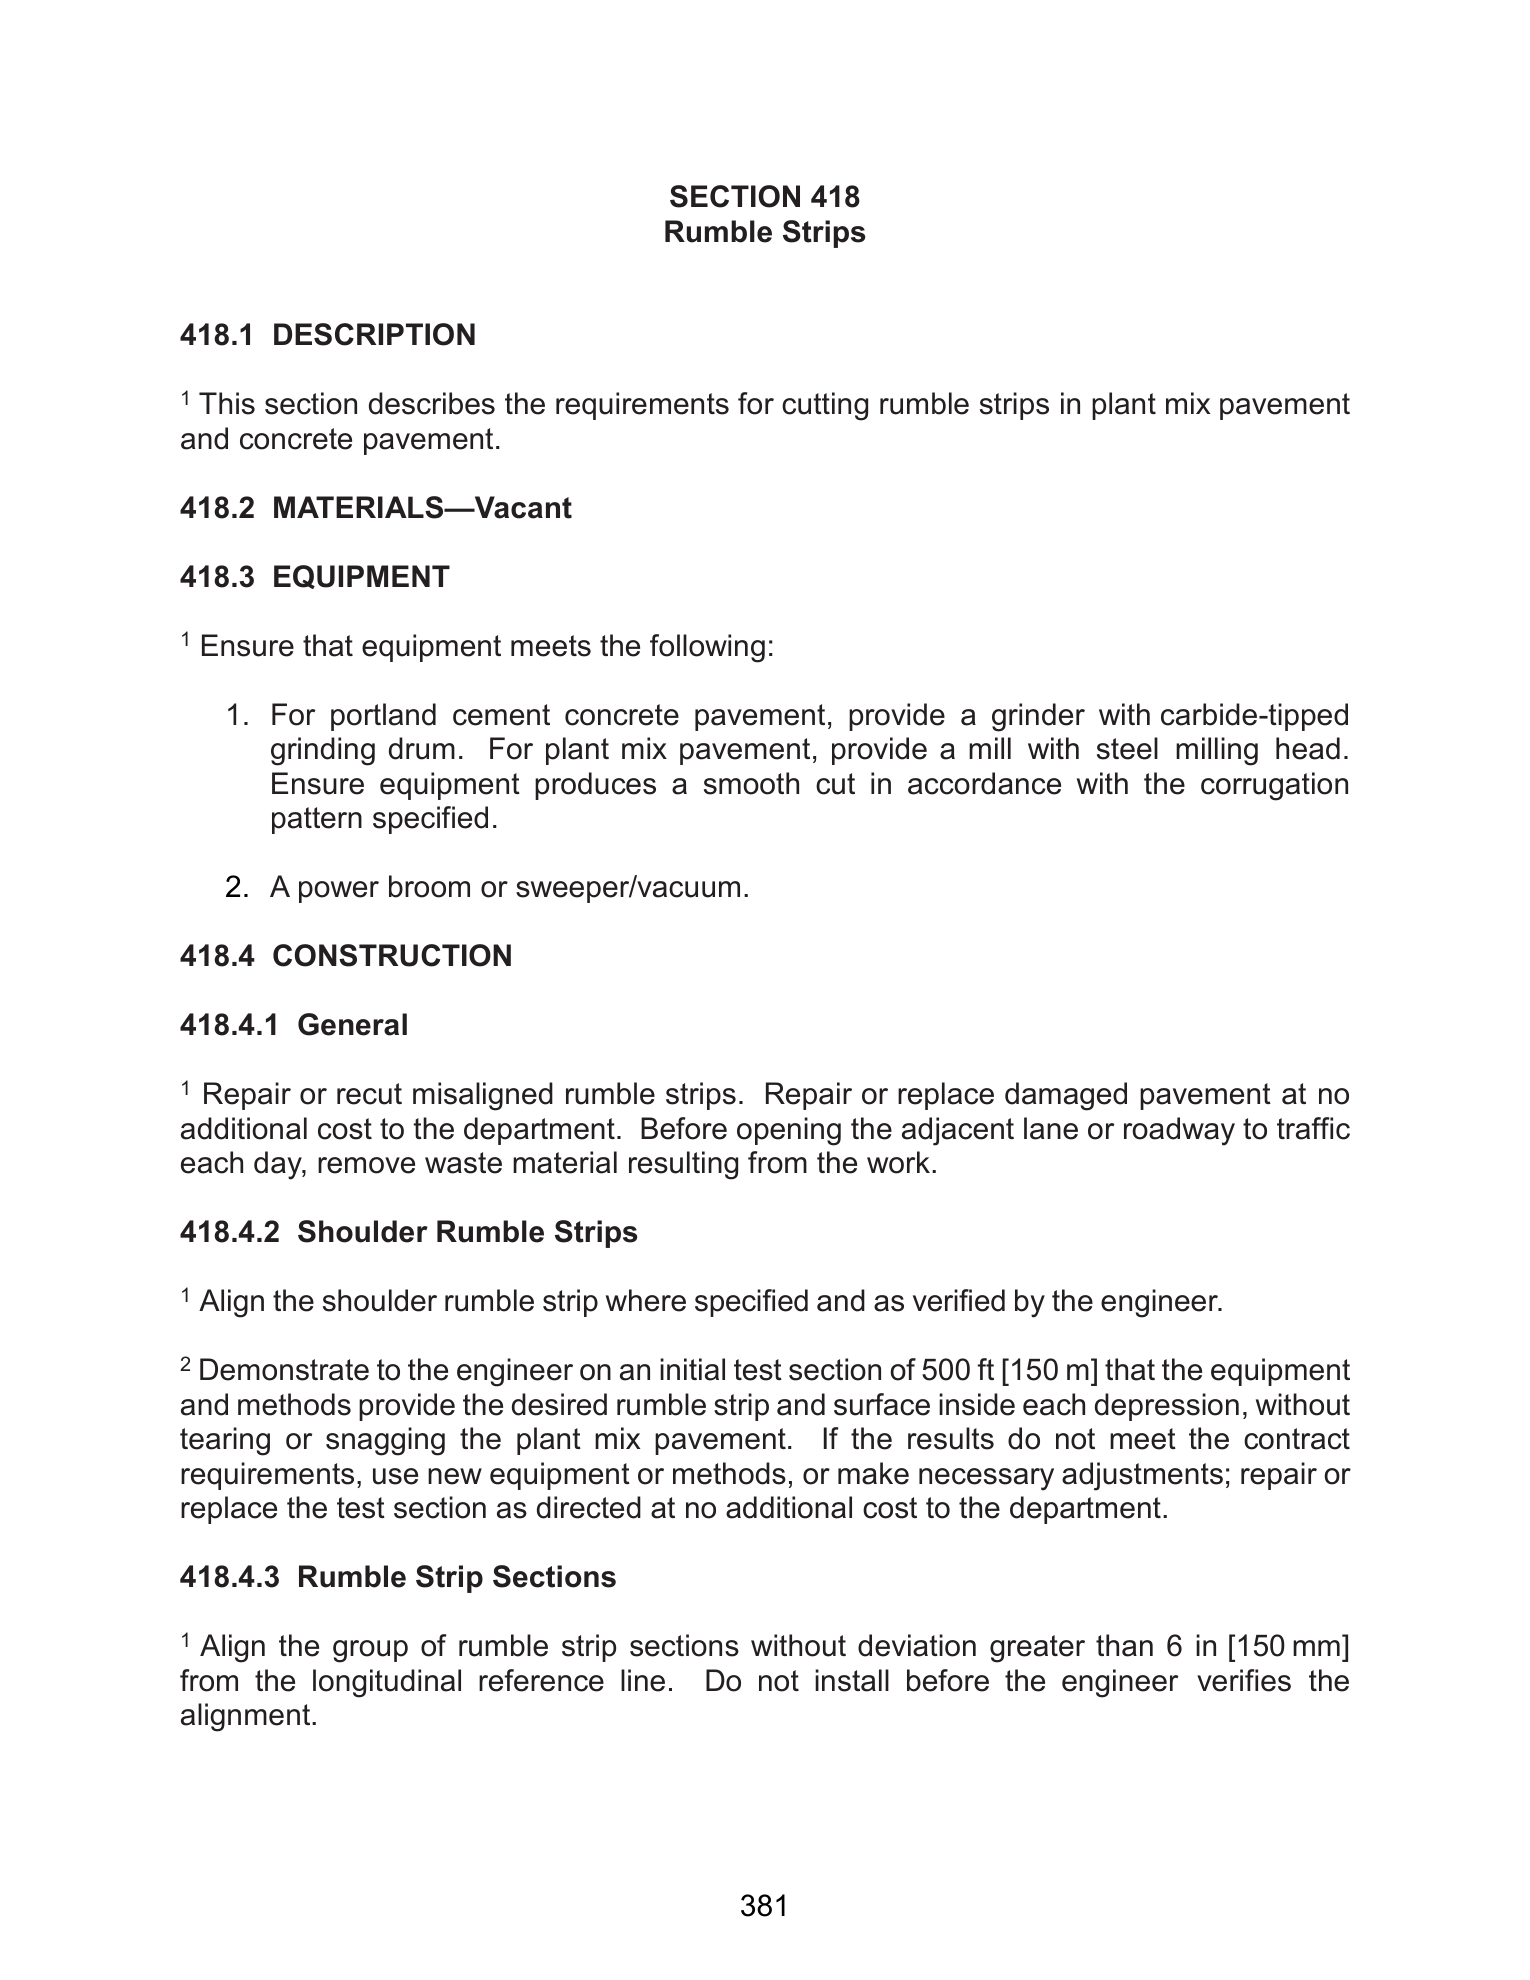 SECTION 418
Rumble Strips
418.1 DESCRIPTION
1 This section describes the requirements for cutting rumble strips in plant mix pavement
and concrete pavement.
418.2 MATERIALS—Vacant
418.3 EQUIPMENT
1 Ensure that equipment meets the following:
1. For portland cement concrete pavement, provide a grinder with carbide-tipped
grinding drum. For plant mix pavement, provide a mill with steel milling head.
Ensure equipment produces a smooth cut in accordance with the corrugation
pattern specified.
2. A power broom or sweeper/vacuum.
418.4 CONSTRUCTION
418.4.1 General
1 Repair or recut misaligned rumble strips. Repair or replace damaged pavement at no
additional cost to the department. Before opening the adjacent lane or roadway to traffic
each day, remove waste material resulting from the work.
418.4.2 Shoulder Rumble Strips
1 Align the shoulder rumble strip where specified and as verified by the engineer.
2 Demonstrate to the engineer on an initial test section of 500 ft [150 m] that the equipment
and methods provide the desired rumble strip and surface inside each depression, without
tearing or snagging the plant mix pavement. If the results do not meet the contract
requirements, use new equipment or methods, or make necessary adjustments; repair or
replace the test section as directed at no additional cost to the department.
418.4.3 Rumble Strip Sections
1 Align the group of rumble strip sections without deviation greater than 6 in [150 mm]
from the longitudinal reference line. Do not install before the engineer verifies the
alignment.
381